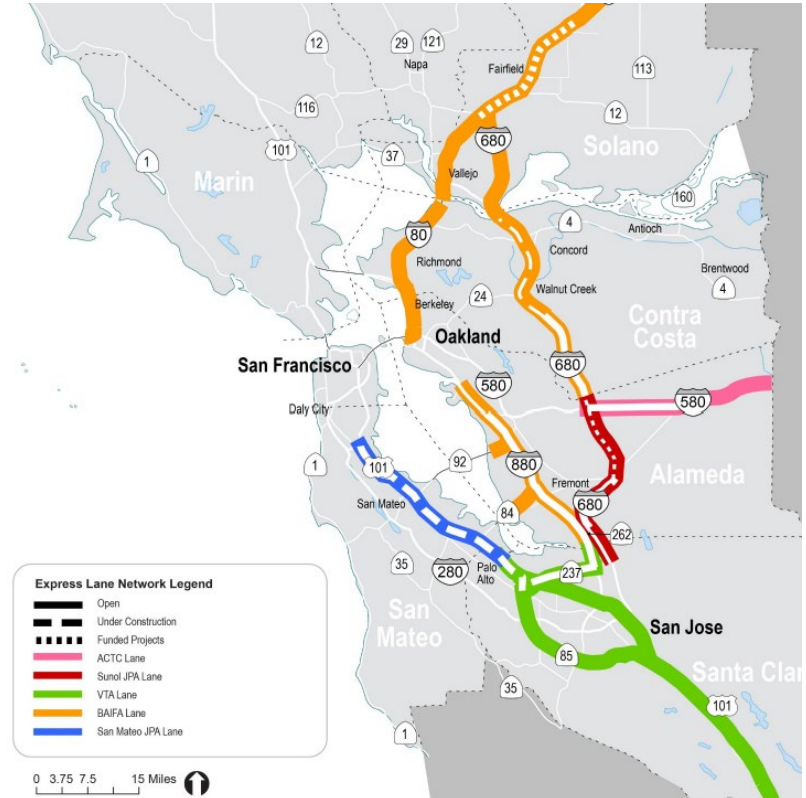 12
29
121
Napa
Fairfield
113
116
12
1
101
37
680
Solano
Marin
Vallejo
160
80
4
Antioch
Concord
Richmond
Brentwood
Walnut Creek
4
Berkeley
24
Contra
Costa
Oakland
San Francisco
680
580
580
Daly City
1
101
92
880
Alameda
Fremont
San Mateo
84
680
262
35
280
Palo
Alto
237
San
Mateo
San Jose
85
Santa Clar
35
101
1
Express Lane Network Legend
Open
Under Construction
Funded Projects
ACTC Lane
Sunol JPA Lane
VTA Lane
BAIFA Lane
San Mateo JPA Lane
0 3.75 7.5 15 Miles